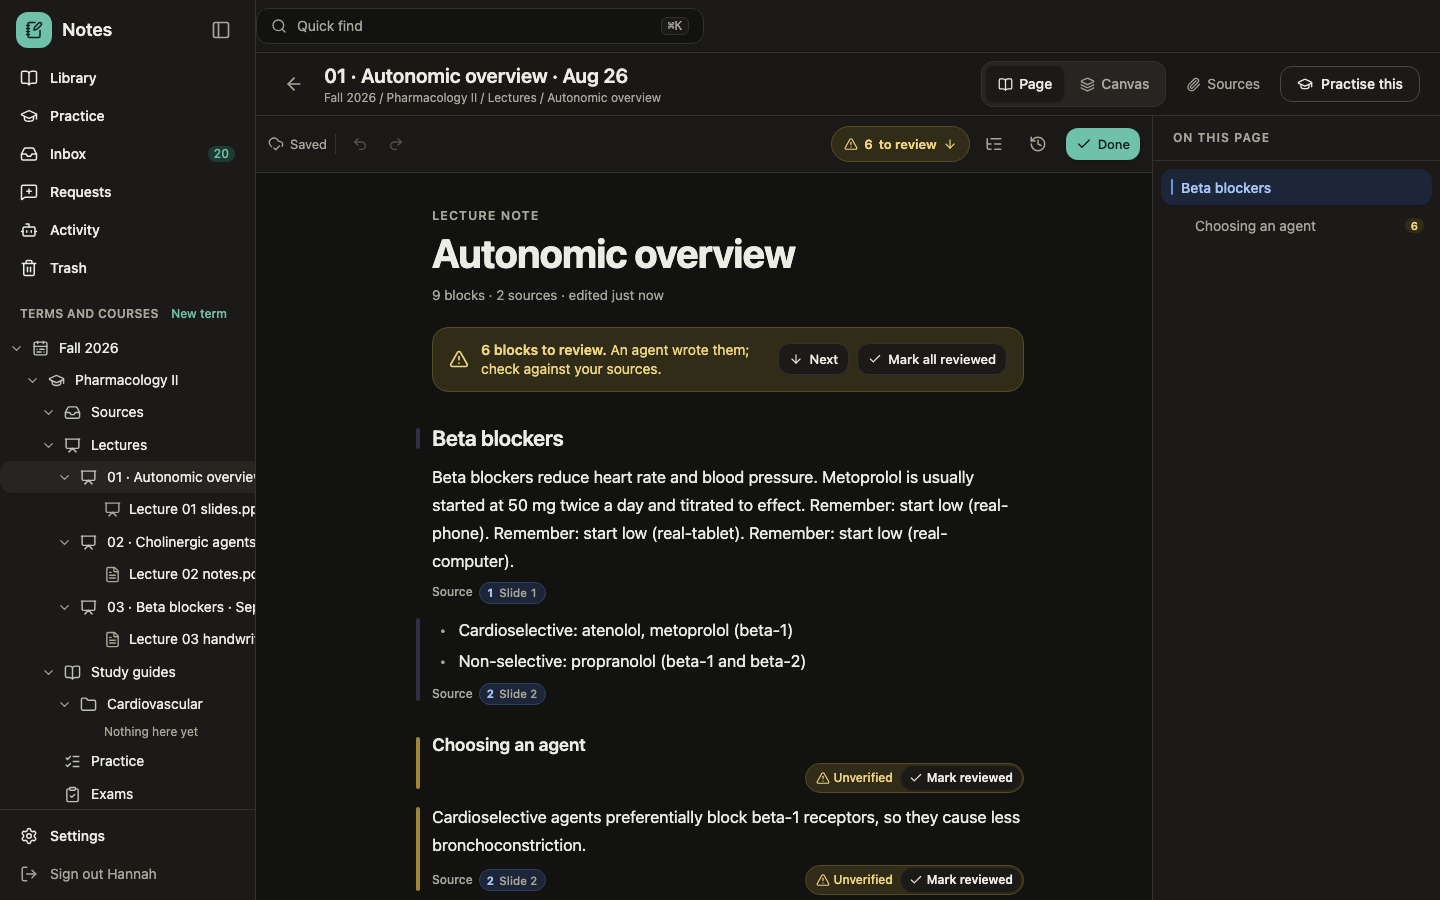 Notes
Quick find
⌘K
Library
Practice
Inbox
20
Requests
Activity
Trash
TERMS AND COURSES
New term
Fall 2026
Pharmacology II
Sources
Lectures
01 · Autonomic overview
Lecture 01 slides.pp
02 · Cholinergic agents
Lecture 02 notes.pd
03 · Beta blockers · Sep
Lecture 03 handwri
Study guides
Cardiovascular
Nothing here yet
Practice
Exams
Settings
Sign out Hannah
01 · Autonomic overview · Aug 26
Fall 2026 / Pharmacology II / Lectures / Autonomic overview
Page
Canvas
Sources
Practise this
Saved
6 to review
Done
LECTURE NOTE
Autonomic overview
9 blocks · 2 sources · edited just now
6 blocks to review. An agent wrote them;
check against your sources.
Next
Mark all reviewed
Beta blockers
Beta blockers reduce heart rate and blood pressure. Metoprolol is usually
started at 50 mg twice a day and titrated to effect. Remember: start low (real-
phone). Remember: start low (real-tablet). Remember: start low (real-
computer).
Source 1 Slide 1
• Cardioselective: atenolol, metoprolol (beta-1)
• Non-selective: propranolol (beta-1 and beta-2)
Source 2 Slide 2
Choosing an agent
Unverified
Mark reviewed
Cardioselective agents preferentially block beta-1 receptors, so they cause less
bronchoconstriction.
Source 2 Slide 2
Unverified
Mark reviewed
ON THIS PAGE
Beta blockers
Choosing an agent
6